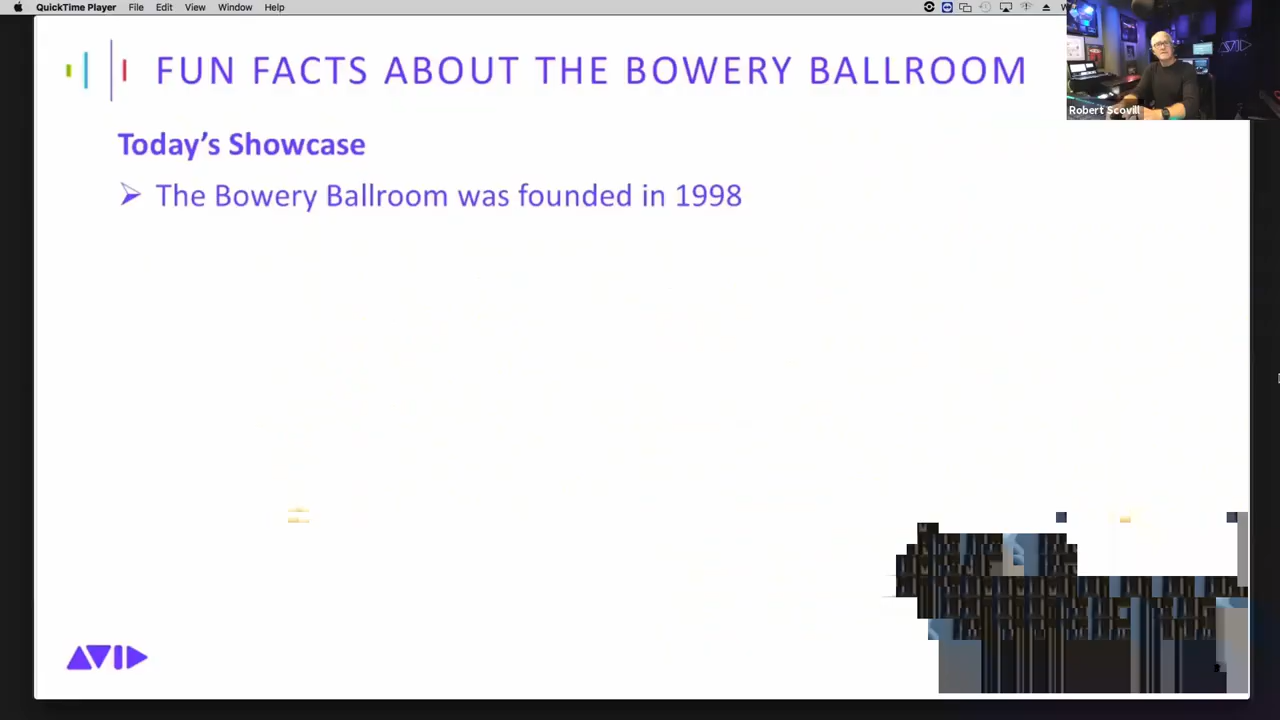 QuickTime Player File Edit View Window Help
FUN FACTS ABOUT THE BOWERY BALLROOM
Robert Scovill
Today’s Showcase
➢ The Bowery Ballroom was founded in 1998
AVID